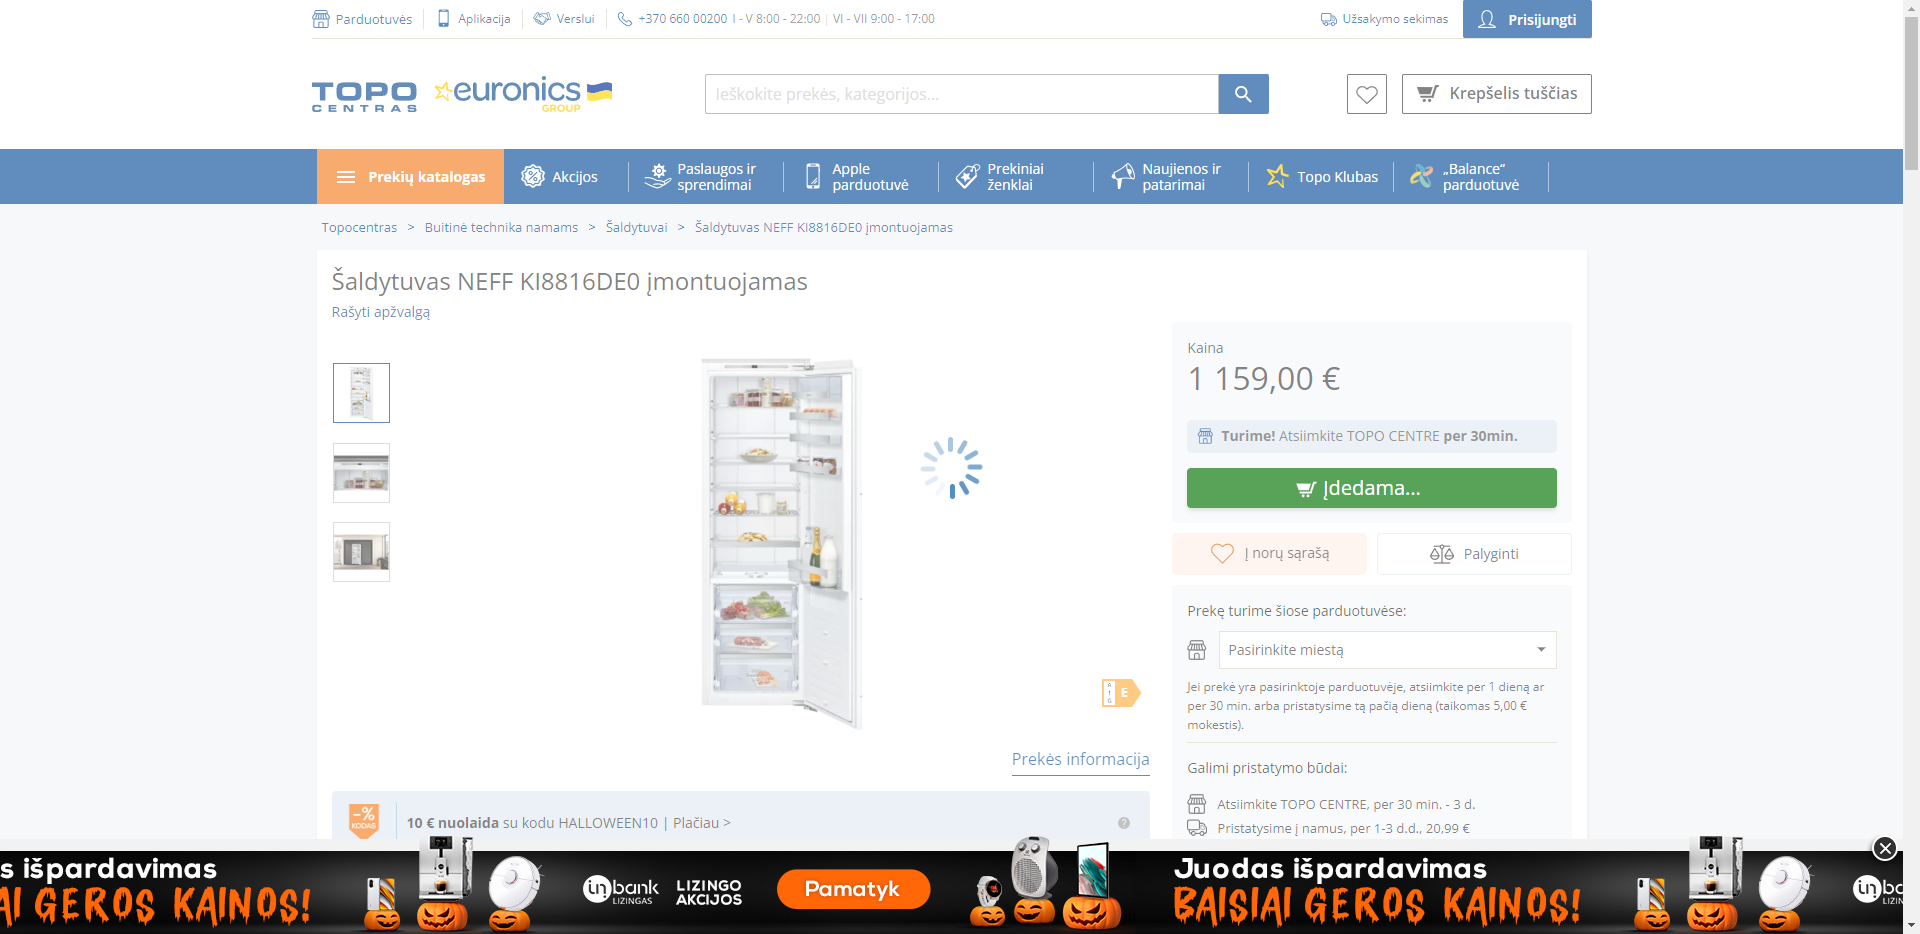 Parduotuvės
Aplikacija
Verslui
+370 660 00200 I - V 8:00 - 22:00 | VI - VII 9:00 - 17:00
Užsakymo sekimas
Prisijungti
TOPO
CENTRAS
euronics
GROUP
Ieškokite prekės, kategorijos...
Krepšelis tuščias
Prekių katalogas
Akcijos
Paslaugos ir
sprendimai
Apple
parduotuvė
Prekiniai
ženklai
Naujienos ir
patarimai
Topo Klubas
„Balance“
parduotuvė
Topocentras > Buitinė technika namams > Šaldytuvai > Šaldytuvas NEFF KI8816DE0 įmontuojamas
Šaldytuvas NEFF KI8816DE0 įmontuojamas
Rašyti apžvalgą
Kaina
1 159,00 €
Turime! Atsiimkite TOPO CENTRE per 30min.
Įdedama...
Į norų sąrašą
Palyginti
Prekę turime šiose parduotuvėse:
Pasirinkite miestą
Jei prekė yra pasirinktoje parduotuvėje, atsiimkite per 1 dieną ar
per 30 min. arba pristatysime tą pačią dieną (taikomas 5,00 €
mokestis).
A
G
E
Prekės informacija
Galimi pristatymo būdai:
Atsiimkite TOPO CENTRE, per 30 min. - 3 d.
Pristatysime į namus, per 1-3 d.d., 20,99 €
-%
KODAS
10 € nuolaida su kodu HALLOWEEN10 | Plačiau >
?
s išpardavimas
AI GEROS KAINOS!
inbank
LIZINGAS
LIZINGO
AKCIJOS
Pamatyk
Juodas išpardavimas
BAISIAI GEROS KAINOS!
inba
LIZIN